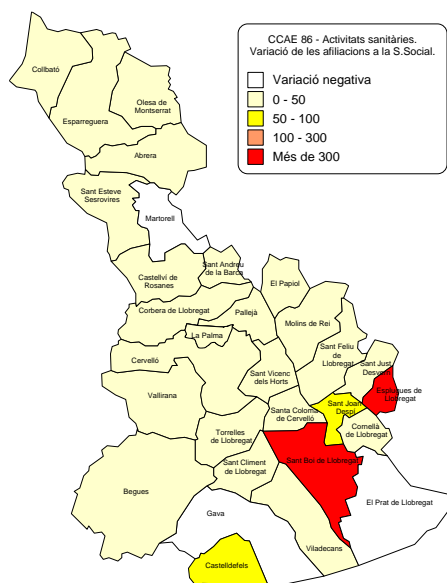 CCAE 86 - Activitats sanitàries.
Variació de les afiliacions a la S.Social.
Variació negativa
0 - 50
50 - 100
100 - 300
Més de 300
Collbató
Olesa de
Montserrat
Esparreguera
Abrera
Sant Esteve
Sesrovires
Martorell
Sant Andreu
de la Barca
Castellví de
Rosanes
El Papiol
Corbera de Llobregat
Pallejà
Molins de Rei
La Palma
Sant Feliu
de
Llobregat
Cervelló
Sant Just
Desvern
Sant Vicenc
dels Horts
Esplugues de
Llobregat
Vallirana
Sant Joan
Despí
Santa Coloma
de Cervelló
Cornellà
de Llobregat
Torrelles
de Llobregat
Sant Boi de Llobregat
Sant Climent
de Llobregat
Begues
El Prat de Llobregat
Gava
Viladecans
Castelldefels